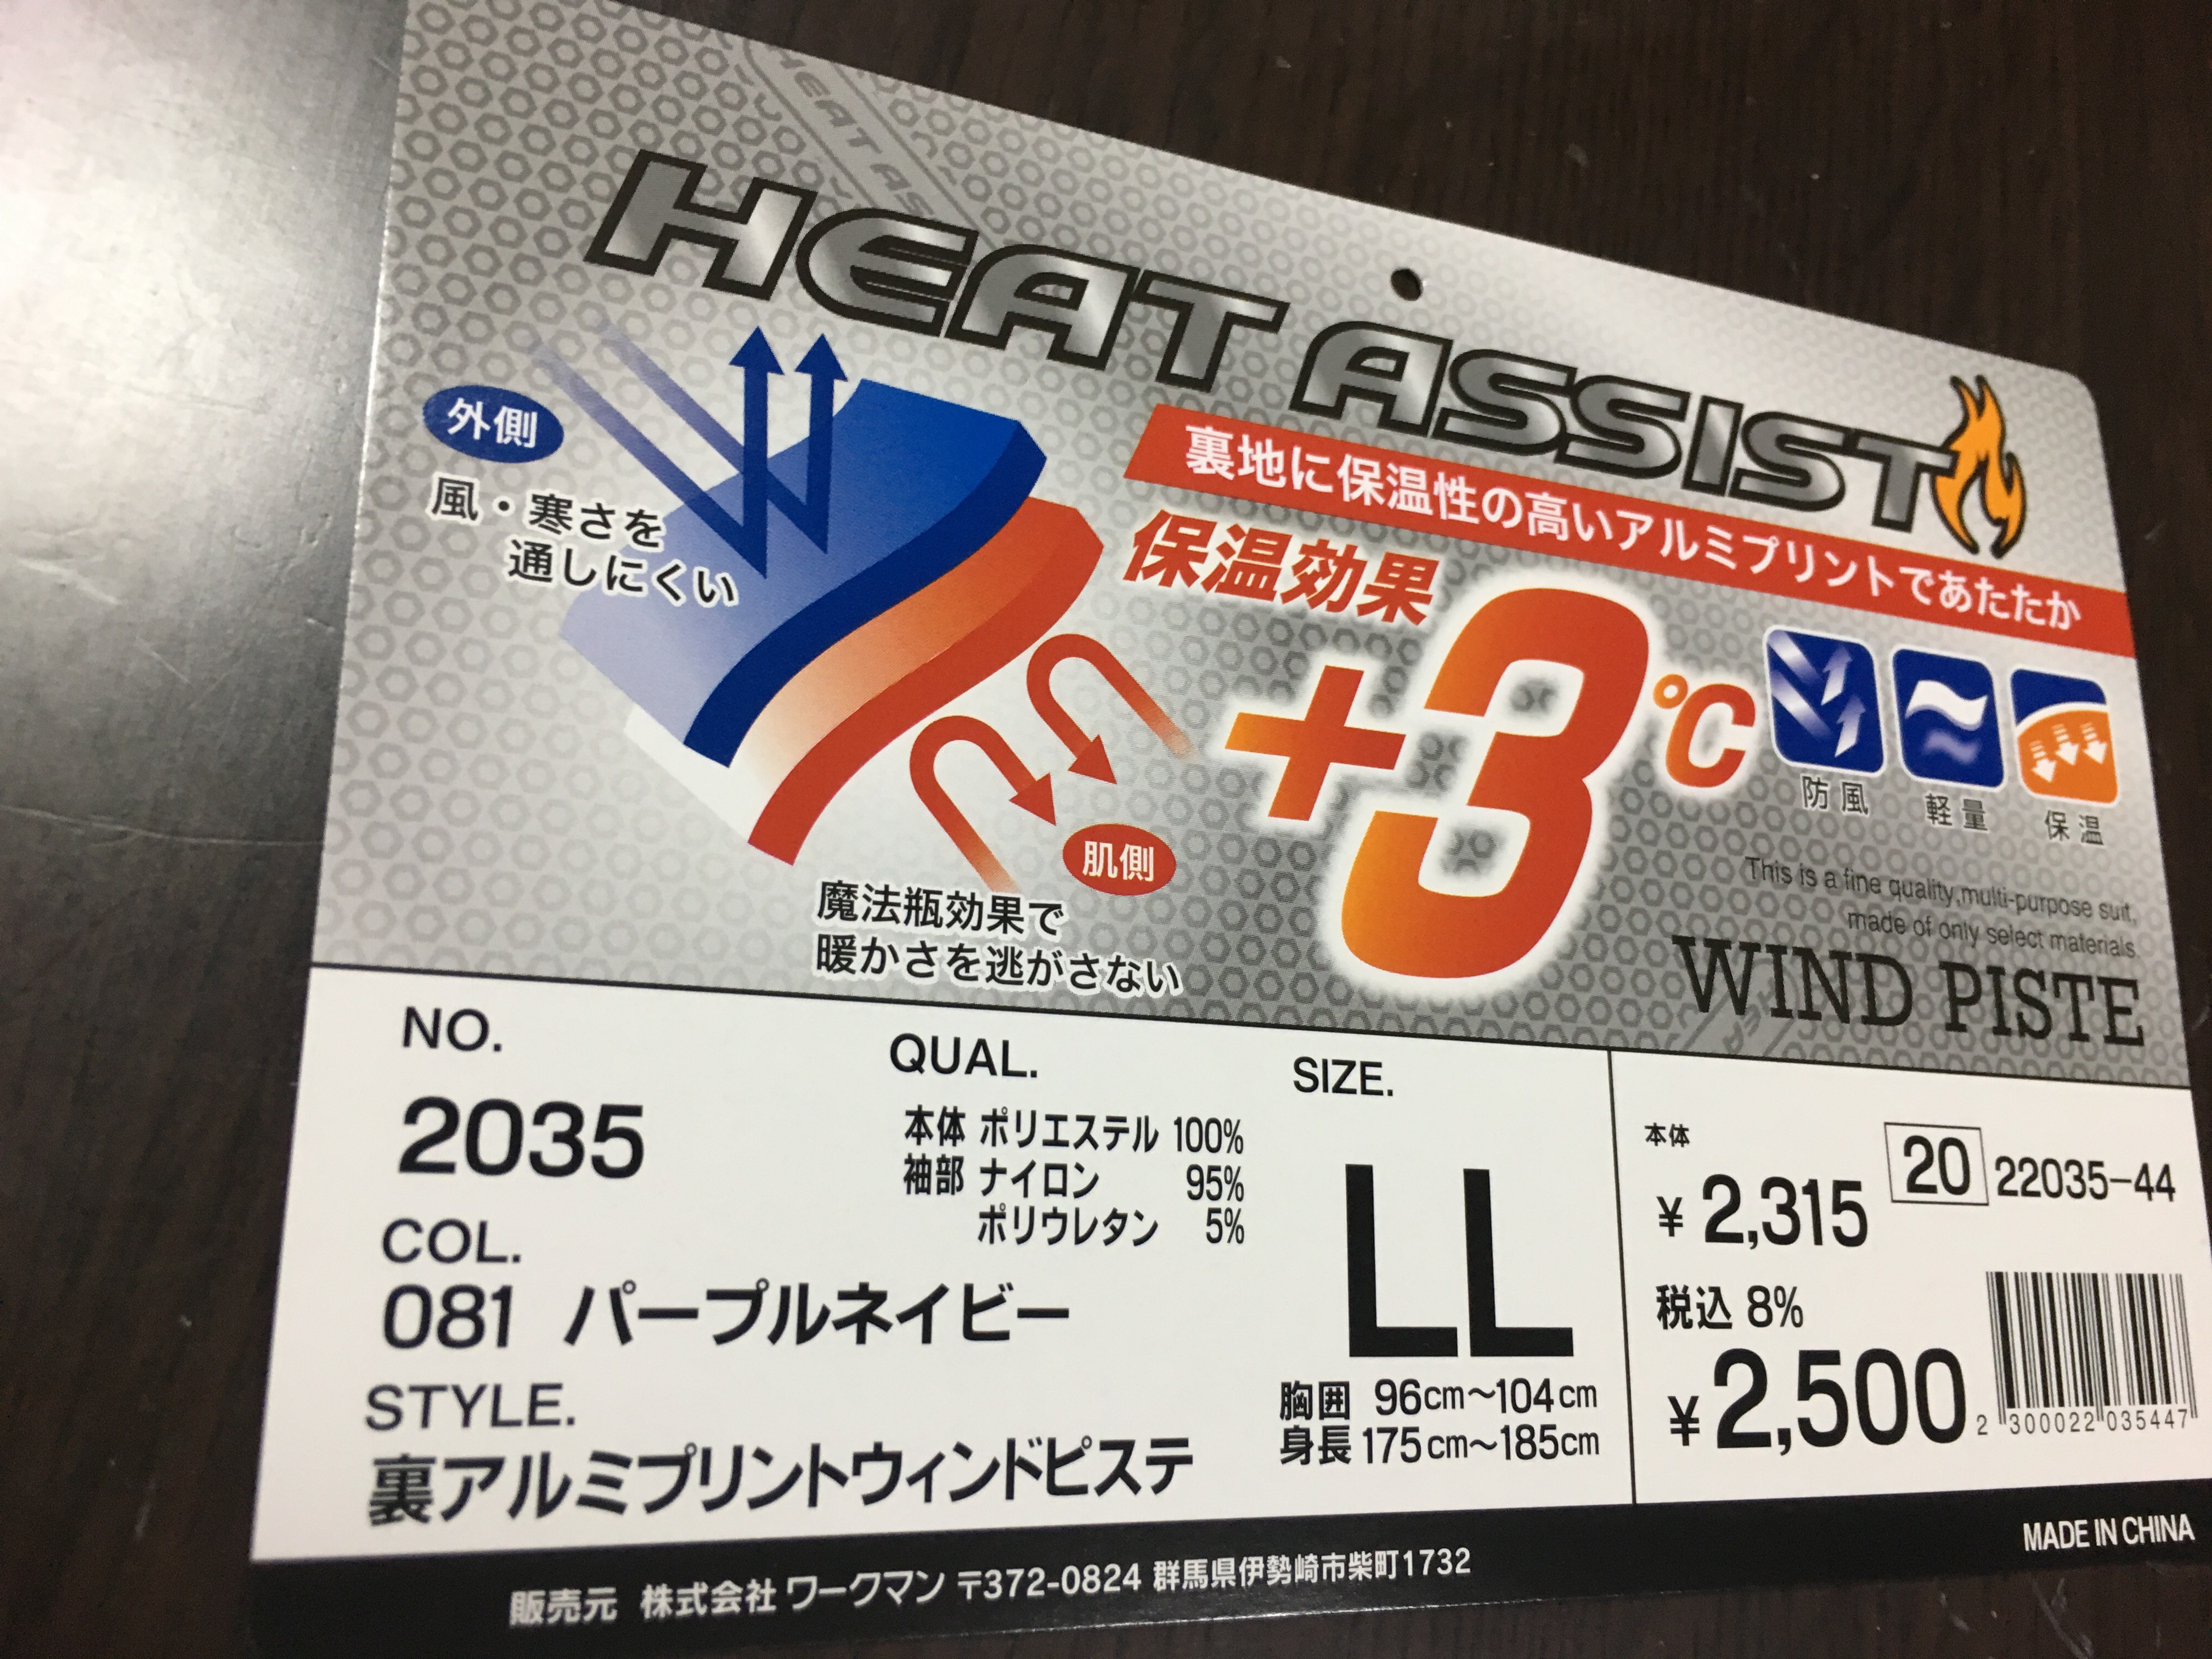 HEAT ASSIST
HEAT ASSIST
裏地に保温性の高いアルミプリントであたたか
外側
風・寒さを
通しにくい
保温効果
+3℃
防風
軽量
保温
肌側
魔法瓶効果で
暖かさを逃がさない
This is a fine quality,multi-purpose suit,
made of only select materials.
WIND PISTE
NO.
2035
COL.
081 パープルネイビー
STYLE.
裏アルミプリントウィンドピステ
QUAL.
本体 ポリエステル 100%
袖部 ナイロン 95%
ポリウレタン 5%
SIZE.
LL
胸囲 96cm～104cm
身長 175cm～185cm
本体
¥2,315
20 22035-44
税込 8%
¥2,500
2 300022 035447
MADE IN CHINA
販売元 株式会社 ワークマン 〒372-0824 群馬県伊勢崎市柴町1732